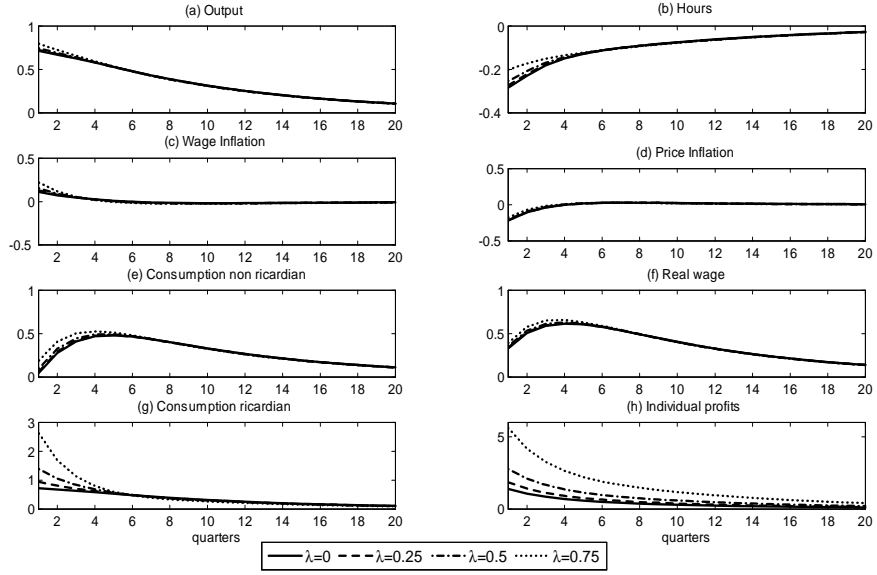 (a) Output
1
0.5
0
2 4 6 8 10 12 14 16 18 20
(b) Hours
0
-0.2
-0.4
2 4 6 8 10 12 14 16 18 20
(c) Wage Inflation
0.5
0
-0.5
2 4 6 8 10 12 14 16 18 20
(d) Price Inflation
0.5
0
-0.5
2 4 6 8 10 12 14 16 18 20
(e) Consumption non ricardian
1
0.5
0
2 4 6 8 10 12 14 16 18 20
(f) Real wage
1
0.5
0
2 4 6 8 10 12 14 16 18 20
(g) Consumption ricardian
3
2
1
0
2 4 6 8 10 12 14 16 18 20
quarters
(h) Individual profits
5
0
2 4 6 8 10 12 14 16 18 20
quarters
λ=0 λ=0.25 λ=0.5 λ=0.75